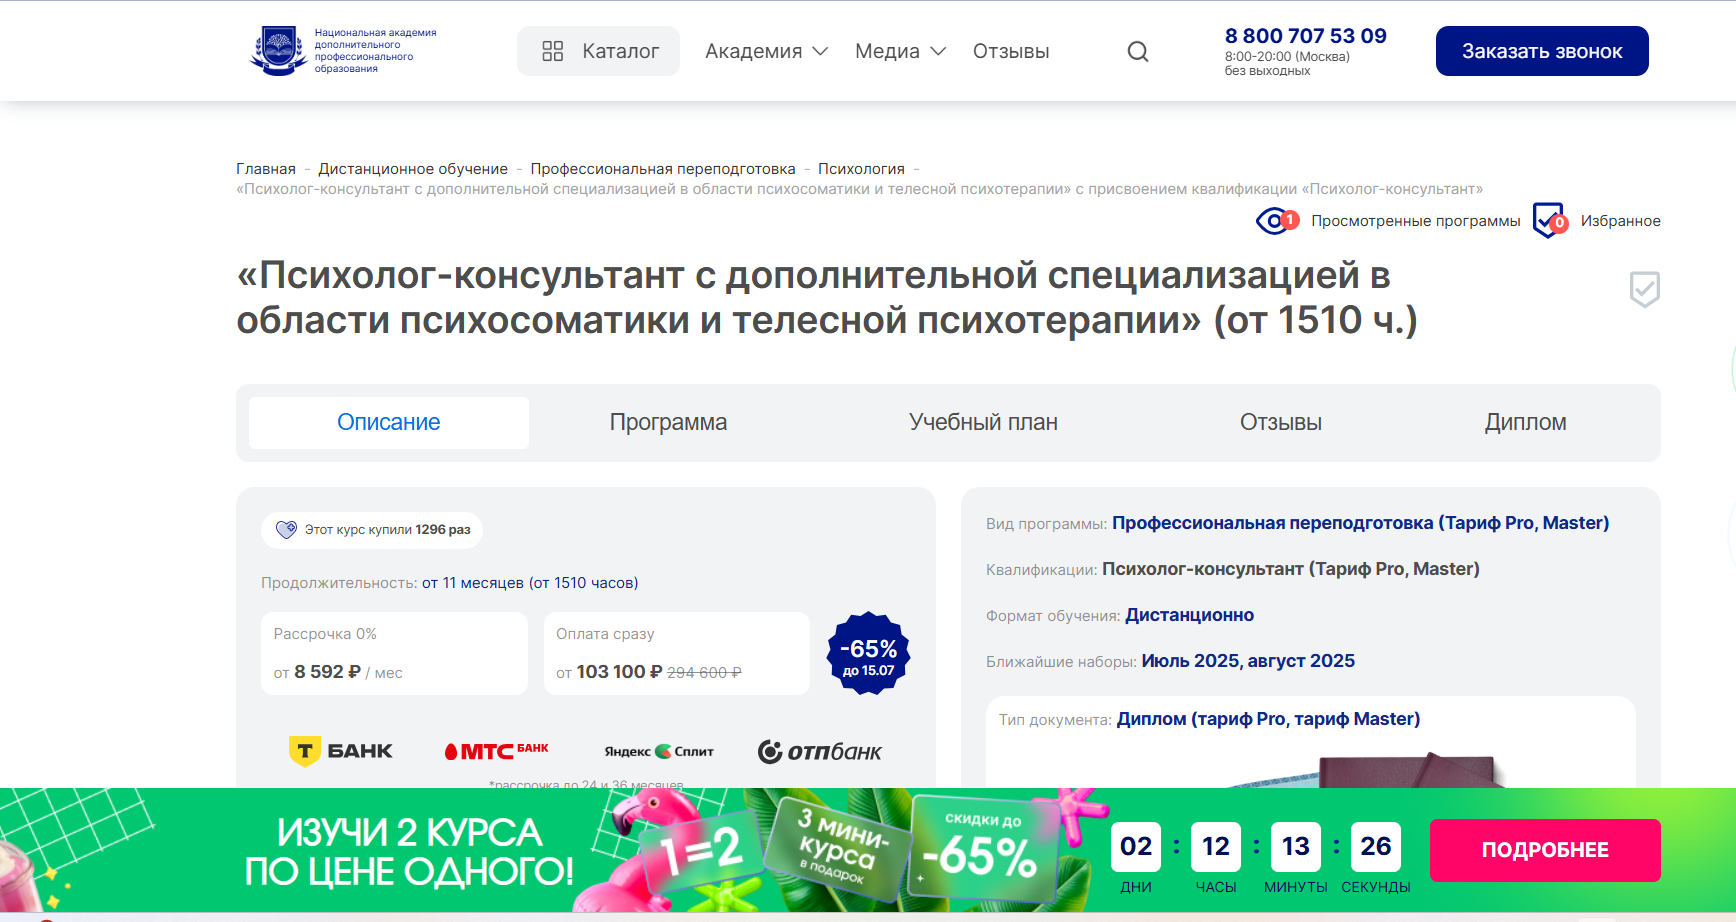 Национальная академия
дополнительного
профессионального
образования
Каталог
Академия
Медиа
Отзывы
8 800 707 53 09
8:00-20:00 (Москва)
без выходных
Заказать звонок
Главная - Дистанционное обучение - Профессиональная переподготовка - Психология -
«Психолог-консультант с дополнительной специализацией в области психосоматики и телесной психотерапии» с присвоением квалификации «Психолог-консультант»
1 Просмотренные программы
0 Избранное
«Психолог-консультант с дополнительной специализацией в
области психосоматики и телесной психотерапии» (от 1510 ч.)
Описание
Программа
Учебный план
Отзывы
Диплом
Этот курс купили 1296 раз
Продолжительность: от 11 месяцев (от 1510 часов)
Рассрочка 0%
от 8 592 ₽ / мес
Оплата сразу
от 103 100 ₽ 294 600 ₽
-65%
до 15.07
Т БАНК
МТС БАНК
Яндекс Сплит
отпбанк
*рассрочка до 24 и 36 месяцев
Вид программы: Профессиональная переподготовка (Тариф Pro, Master)
Квалификации: Психолог-консультант (Тариф Pro, Master)
Формат обучения: Дистанционно
Ближайшие наборы: Июль 2025, август 2025
Тип документа: Диплом (тариф Pro, тариф Master)
ИЗУЧИ 2 КУРСА
ПО ЦЕНЕ ОДНОГО!
1=2
3 мини-
курса
в подарок
скидки до
-65%
02 : 12 : 13 : 26
ДНИ ЧАСЫ МИНУТЫ СЕКУНДЫ
ПОДРОБНЕЕ